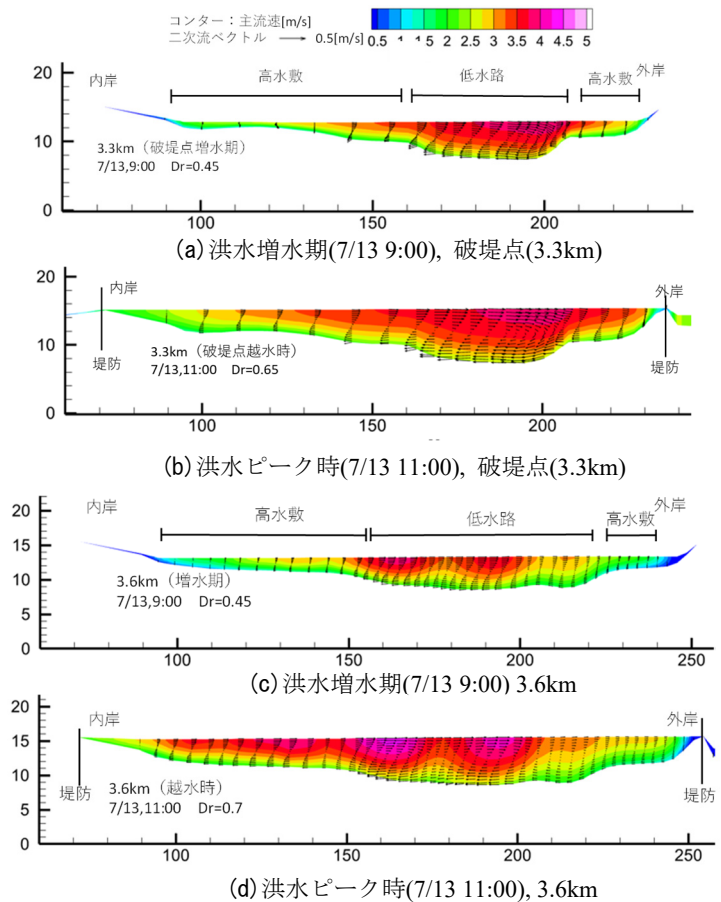 コンター：主流速[m/s]
二次流ベクトル 0.5[m/s] 0.5 1 1.5 2 2.5 3 3.5 4 4.5 5
20
10
0
内岸
高水敷
低水路
高水敷
外岸
3.3km（破堤点増水期）
7/13,9:00 Dr=0.45
100 150 200
(a)洪水増水期(7/13 9:00), 破堤点(3.3km)
20
10
0
内岸
外岸
堤防
3.3km（破堤点越水時）
7/13,11:00 Dr=0.65
堤防
100 150 200
(b)洪水ピーク時(7/13 11:00), 破堤点(3.3km)
20
15
10
5
0
内岸
高水敷
低水路
高水敷
外岸
3.6km（増水期）
7/13,9:00 Dr=0.45
100 150 200 250
(c)洪水増水期(7/13 9:00) 3.6km
20
15
10
5
0
内岸
外岸
堤防
3.6km（越水時）
7/13,11:00 Dr=0.7
堤防
100 150 200 250
(d)洪水ピーク時(7/13 11:00), 3.6km